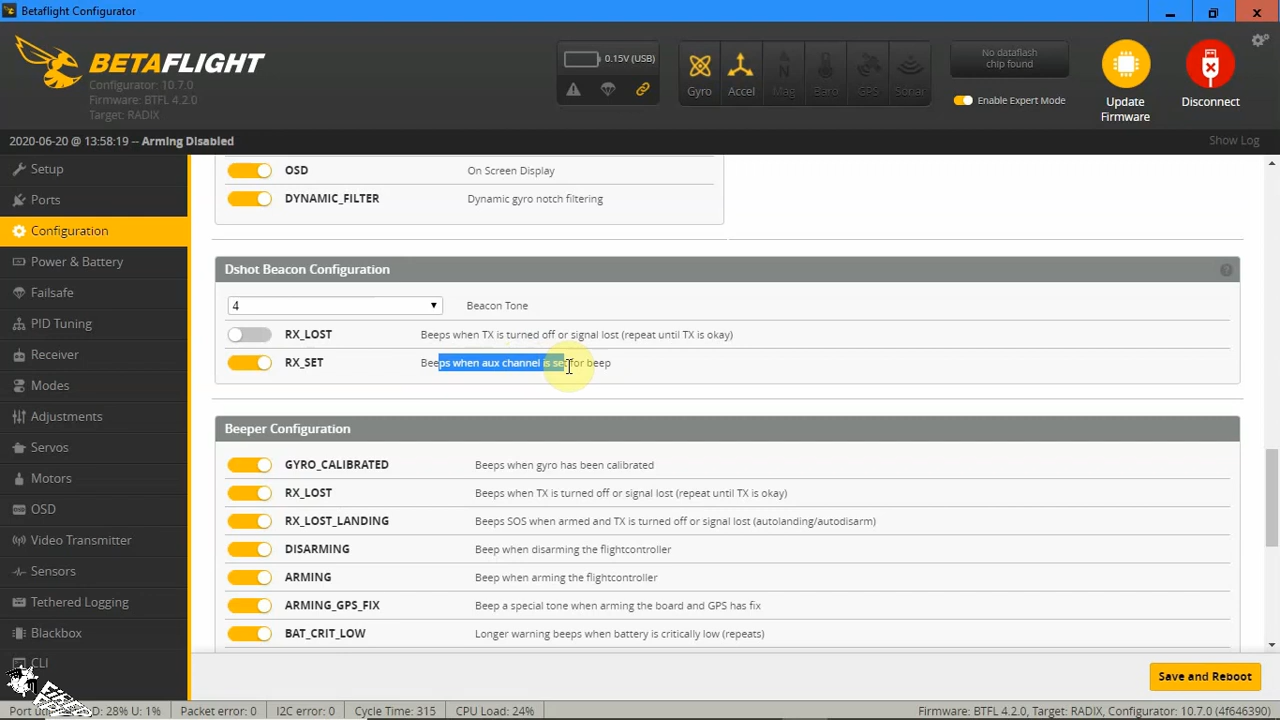 Betaflight Configurator
BETAFLIGHT
Configurator: 10.7.0
Firmware: BTFL 4.2.0
Target: RADIX
0.15V (USB)
Gyro
Accel
Mag
Baro
GPS
Sonar
No dataflash
chip found
Enable Expert Mode
Update
Firmware
Disconnect
2020-06-20 @ 13:58:19 -- Arming Disabled
Show Log
Setup
Ports
Configuration
Power & Battery
Failsafe
PID Tuning
Receiver
Modes
Adjustments
Servos
Motors
OSD
Video Transmitter
Sensors
Tethered Logging
Blackbox
CLI
OSD On Screen Display
DYNAMIC_FILTER Dynamic gyro notch filtering
Dshot Beacon Configuration
4 Beacon Tone
RX_LOST Beeps when TX is turned off or signal lost (repeat until TX is okay)
RX_SET Beeps when aux channel is set for beep
Beeper Configuration
GYRO_CALIBRATED Beeps when gyro has been calibrated
RX_LOST Beeps when TX is turned off or signal lost (repeat until TX is okay)
RX_LOST_LANDING Beeps SOS when armed and TX is turned off or signal lost (autolanding/autodisarm)
DISARMING Beep when disarming the flightcontroller
ARMING Beep when arming the flightcontroller
ARMING_GPS_FIX Beep a special tone when arming the board and GPS has fix
BAT_CRIT_LOW Longer warning beeps when battery is critically low (repeats)
Save and Reboot
Port ut D: 28% U: 1% Packet error: 0 I2C error: 0 Cycle Time: 315 CPU Load: 24% Firmware: BTFL 4.2.0, Target: RADIX, Configurator: 10.7.0 (4f646390)